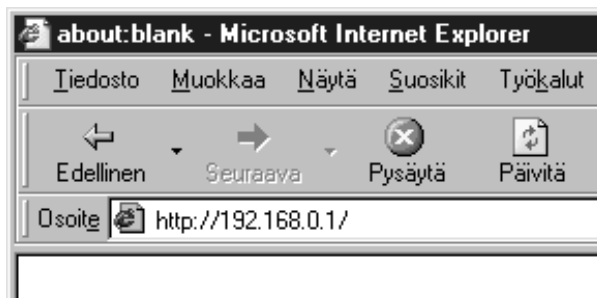 about:blank - Microsoft Internet Explorer
Tiedosto Muokkaa Näytä Suosikit Työkalut
Edellinen Seuraava Pysäytä Päivitä
Osoite http://192.168.0.1/